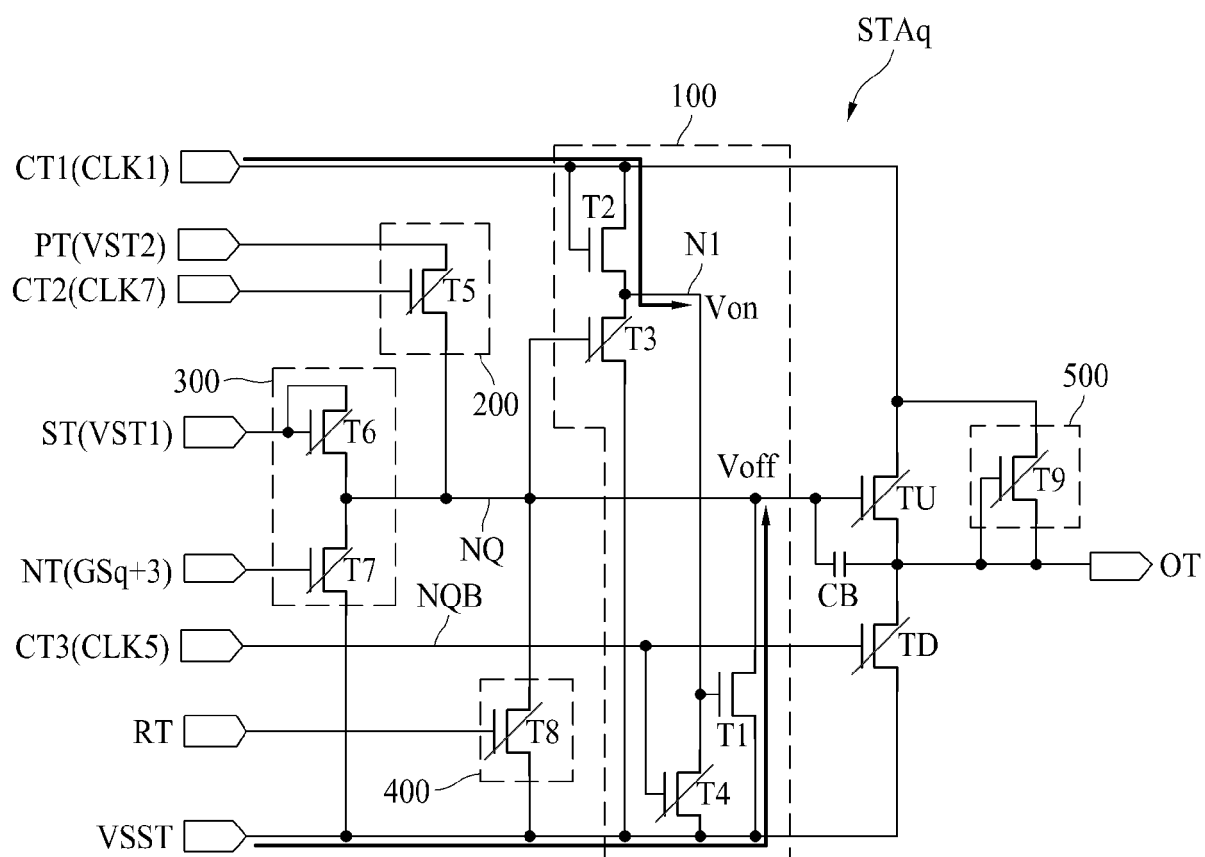 STAq
100
CT1(CLK1)
T2
PT(VST2)
N1
CT2(CLK7)
T5
Von
T3
300
200
500
ST(VST1)
T6
Voff
T9
TU
NQ
NT(GSq+3)
T7
CB
OT
NQB
CT3(CLK5)
TD
RT
T8
T1
400
T4
VSST